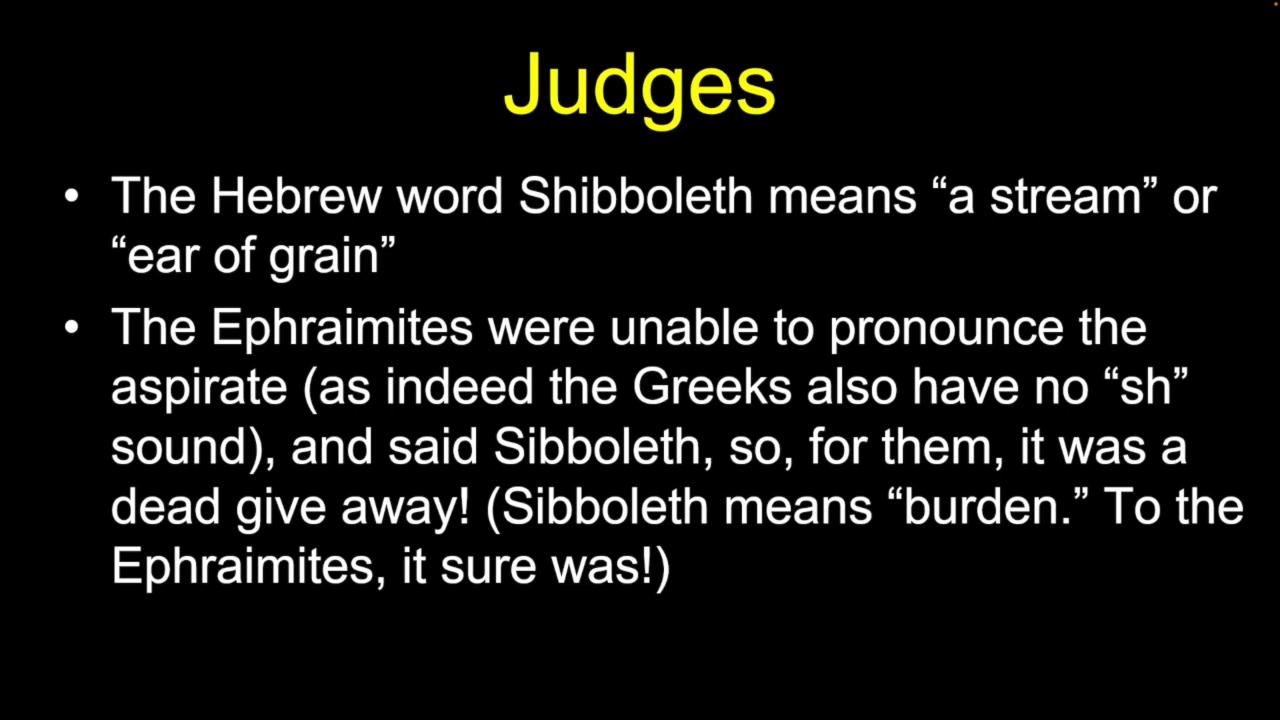 Judges
• The Hebrew word Shibboleth means “a stream” or
“ear of grain”
• The Ephraimites were unable to pronounce the
aspirate (as indeed the Greeks also have no “sh”
sound), and said Sibboleth, so, for them, it was a
dead give away! (Sibboleth means “burden.” To the
Ephraimites, it sure was!)